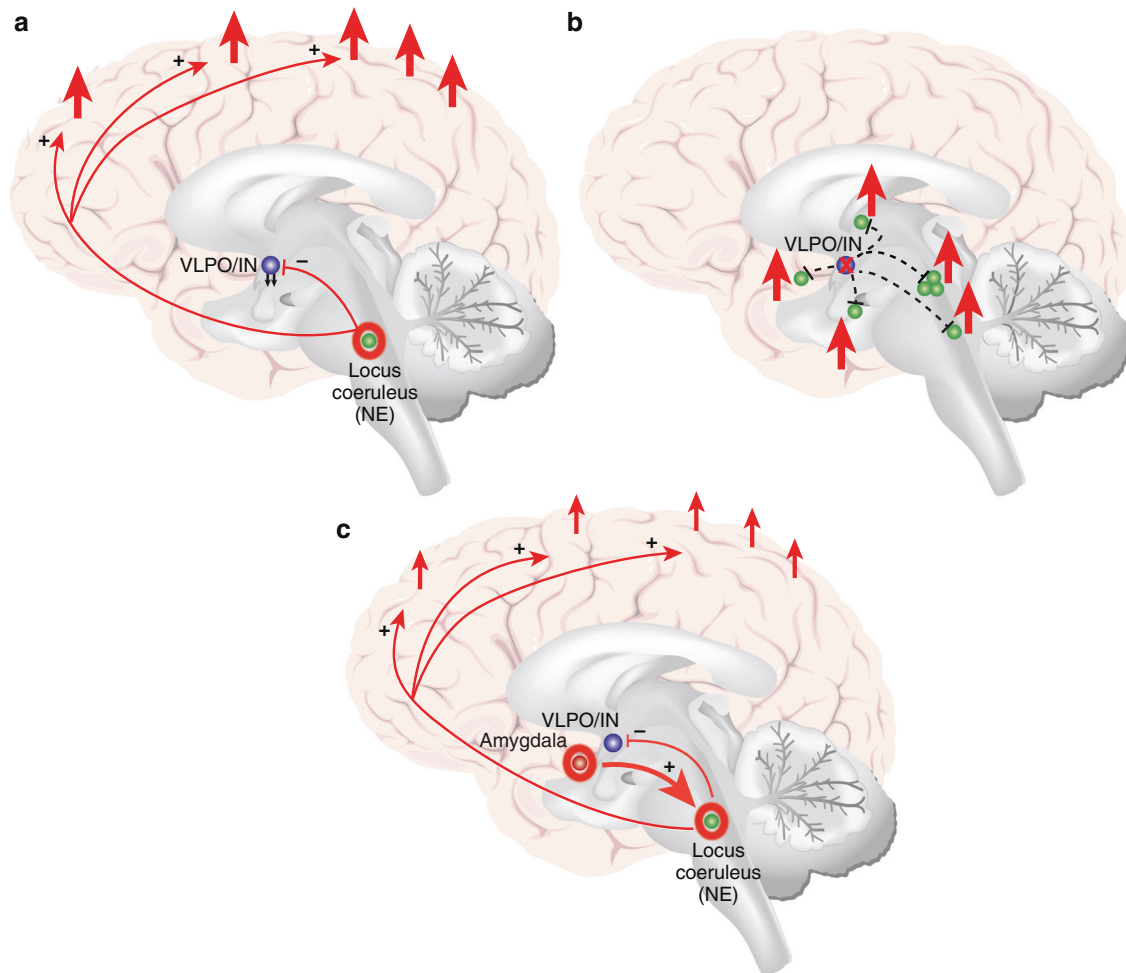 a
+
+
+
VLPO/IN
−
Locus
coeruleus
(NE)
b
VLPO/IN
c
+
+
+
VLPO/IN
−
Amygdala
+
Locus
coeruleus
(NE)